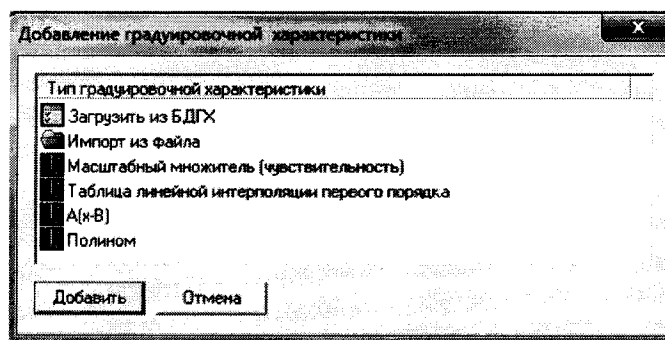 Добавление градуировочной характеристики
Тип градуировочной характеристики
Загрузить из БДГХ
Импорт из файла
Масштабный множитель (чувствительность)
Таблица линейной интерполяции первого порядка
A(x-B)
Полином
Добавить Отмена